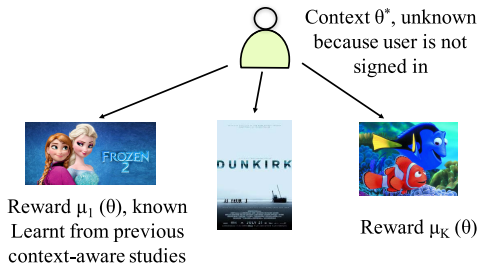 Context θ*, unknown
because user is not
signed in
FROZEN
2
DUNKIRK
Reward μ₁ (θ), known
Learnt from previous
context-aware studies
Reward μ_K (θ)